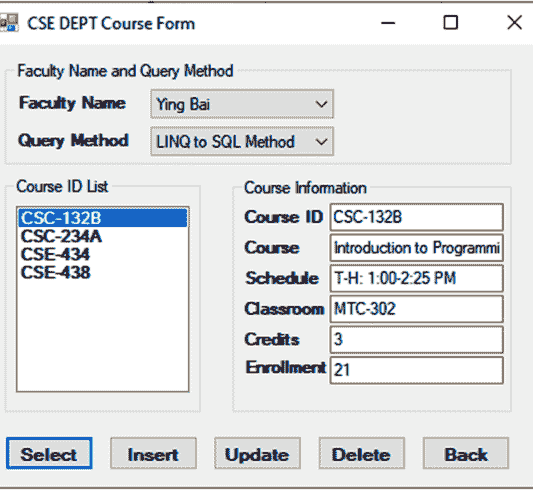 CSE DEPT Course Form
Faculty Name and Query Method
Faculty Name Ying Bai
Query Method LINQ to SQL Method
Course ID List
CSC-132B
CSC-234A
CSE-434
CSE-438
Course Information
Course ID CSC-132B
Course Introduction to Programmi
Schedule T-H: 1:00-2:25 PM
Classroom MTC-302
Credits 3
Enrollment 21
Select Insert Update Delete Back